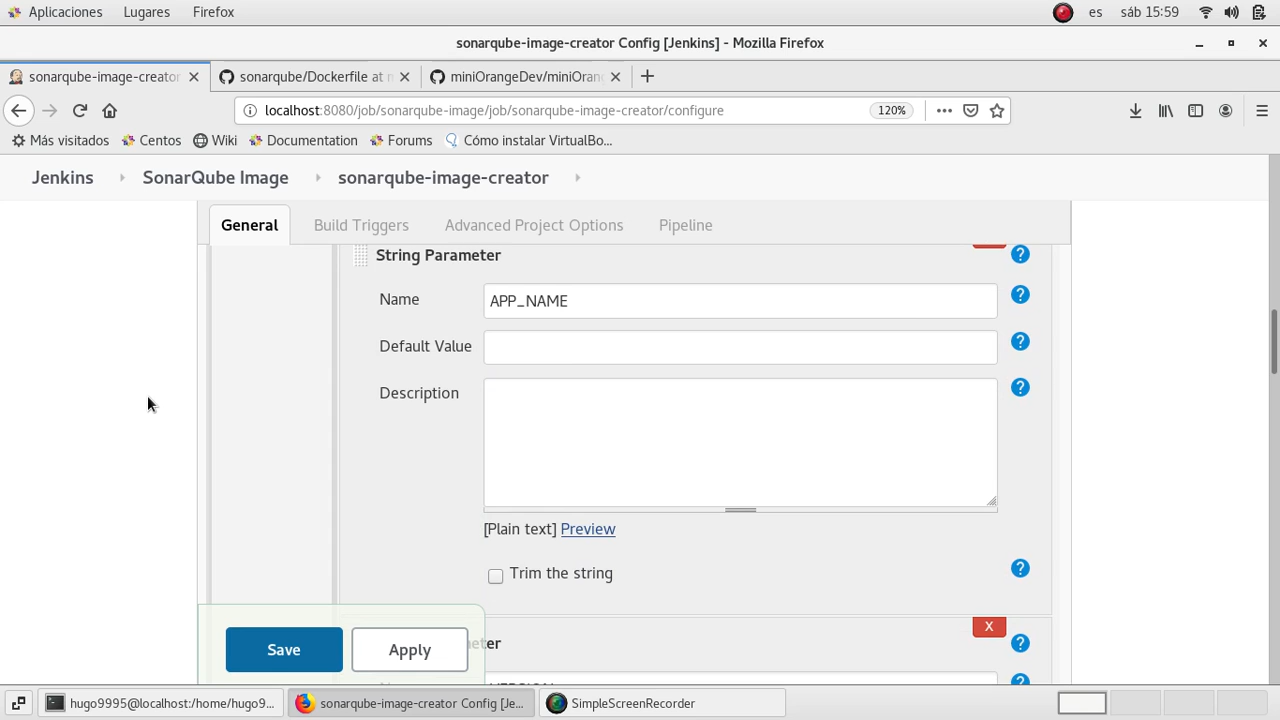 Aplicaciones Lugares Firefox es sáb 15:59
sonarqube-image-creator Config [Jenkins] - Mozilla Firefox
sonarqube-image-creator sonarqube/Dockerfile at miniOrangeDev/miniOran
localhost:8080/job/sonarqube-image/job/sonarqube-image-creator/configure 120%
Más visitados Centos Wiki Documentation Forums Cómo instalar VirtualBo...
Jenkins SonarQube Image sonarqube-image-creator
General Build Triggers Advanced Project Options Pipeline
String Parameter
Name APP_NAME
Default Value
Description
[Plain text] Preview
Trim the string
X
Save Apply
hugo9995@localhost:/home/hugo9... sonarqube-image-creator Config [Je... SimpleScreenRecorder